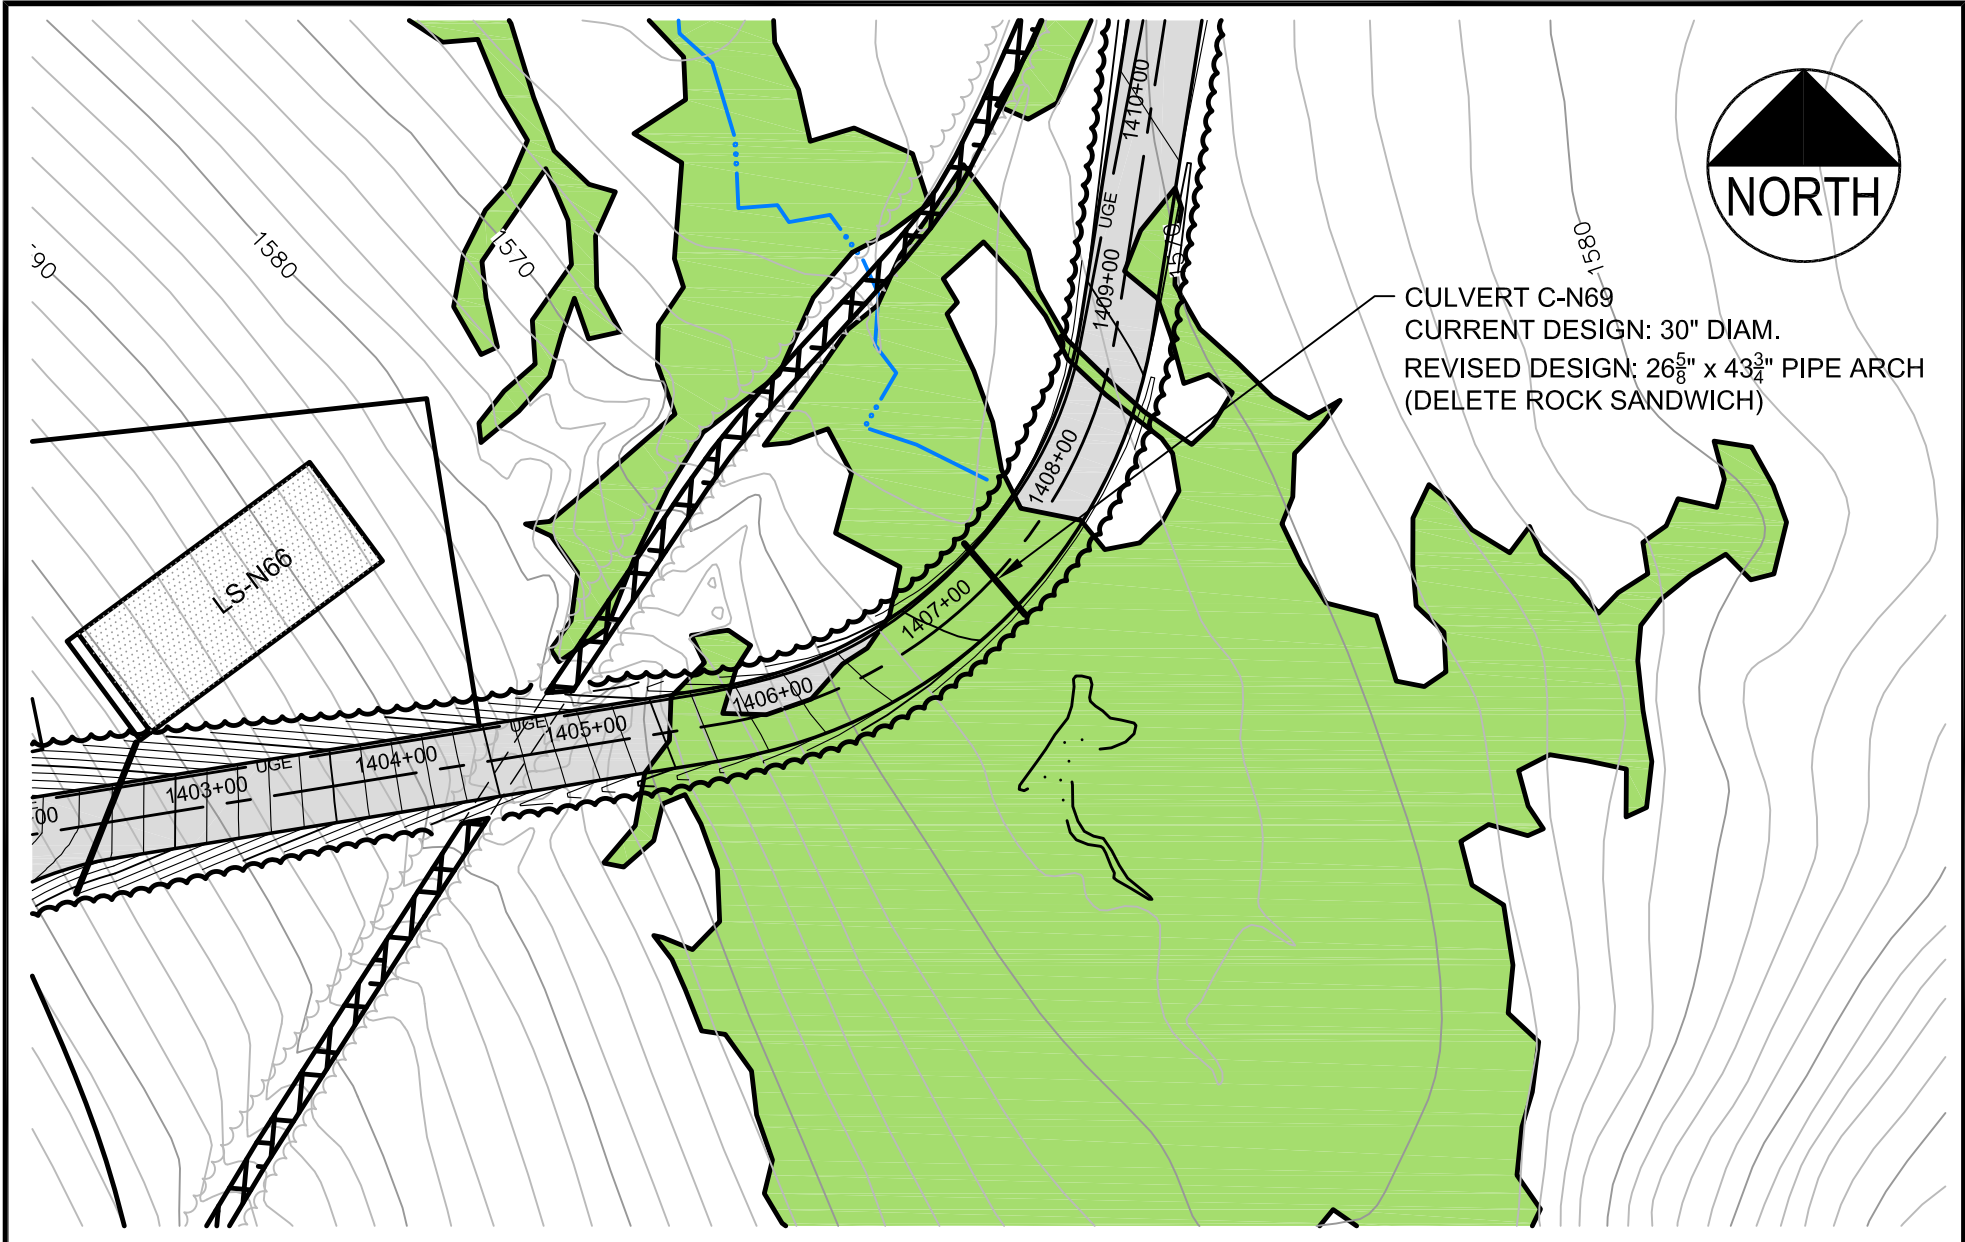 NORTH
CULVERT C-N69
CURRENT DESIGN: 30" DIAM.
REVISED DESIGN: 26⅝" x 43¾" PIPE ARCH
(DELETE ROCK SANDWICH)
1410+00
UGE
1409+00
1408+00
1407+00
1406+00
1405+00
UGE
1404+00
UGE
1403+00
00
LS-N66
90
1580
1570
1570
1580